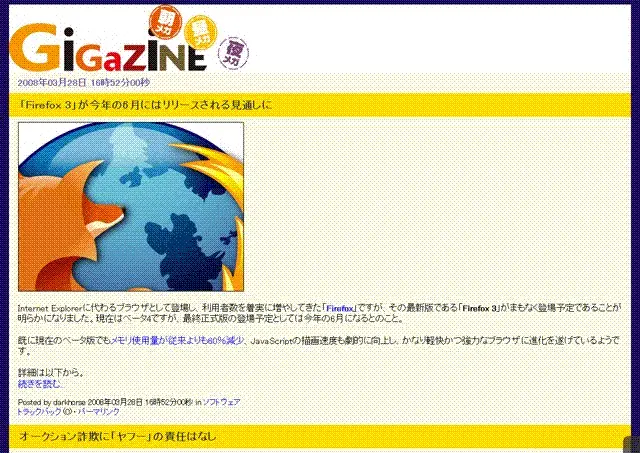 GIGAZINE
朝メガ
昼メガ
夜メガ
2008年03月28日 16時52分00秒
「Firefox 3」が今年の6月にはリリースされる見通しに
Internet Explorerに代わるブラウザとして登場し、利用者数を着実に増やしてきた「Firefox」ですが、その最新版である「Firefox 3」がまもなく登場予定であることが
明らかになりました。現在はベータ4ですが、最終正式版の登場予定としては今年の6月になるとのこと。
既に現在のベータ版でもメモリ使用量が従来よりも60%減少、JavaScriptの描画速度も劇的に向上し、かなり軽快かつ強力なブラウザに進化を遂げているようで
す。
詳細は以下から。
続きを読む...
Posted by darkhorse 2008年03月28日 16時52分00秒 in ソフトウェア
トラックバック (0)・パーマリンク
オークション詐欺に「ヤフー」の責任はなし